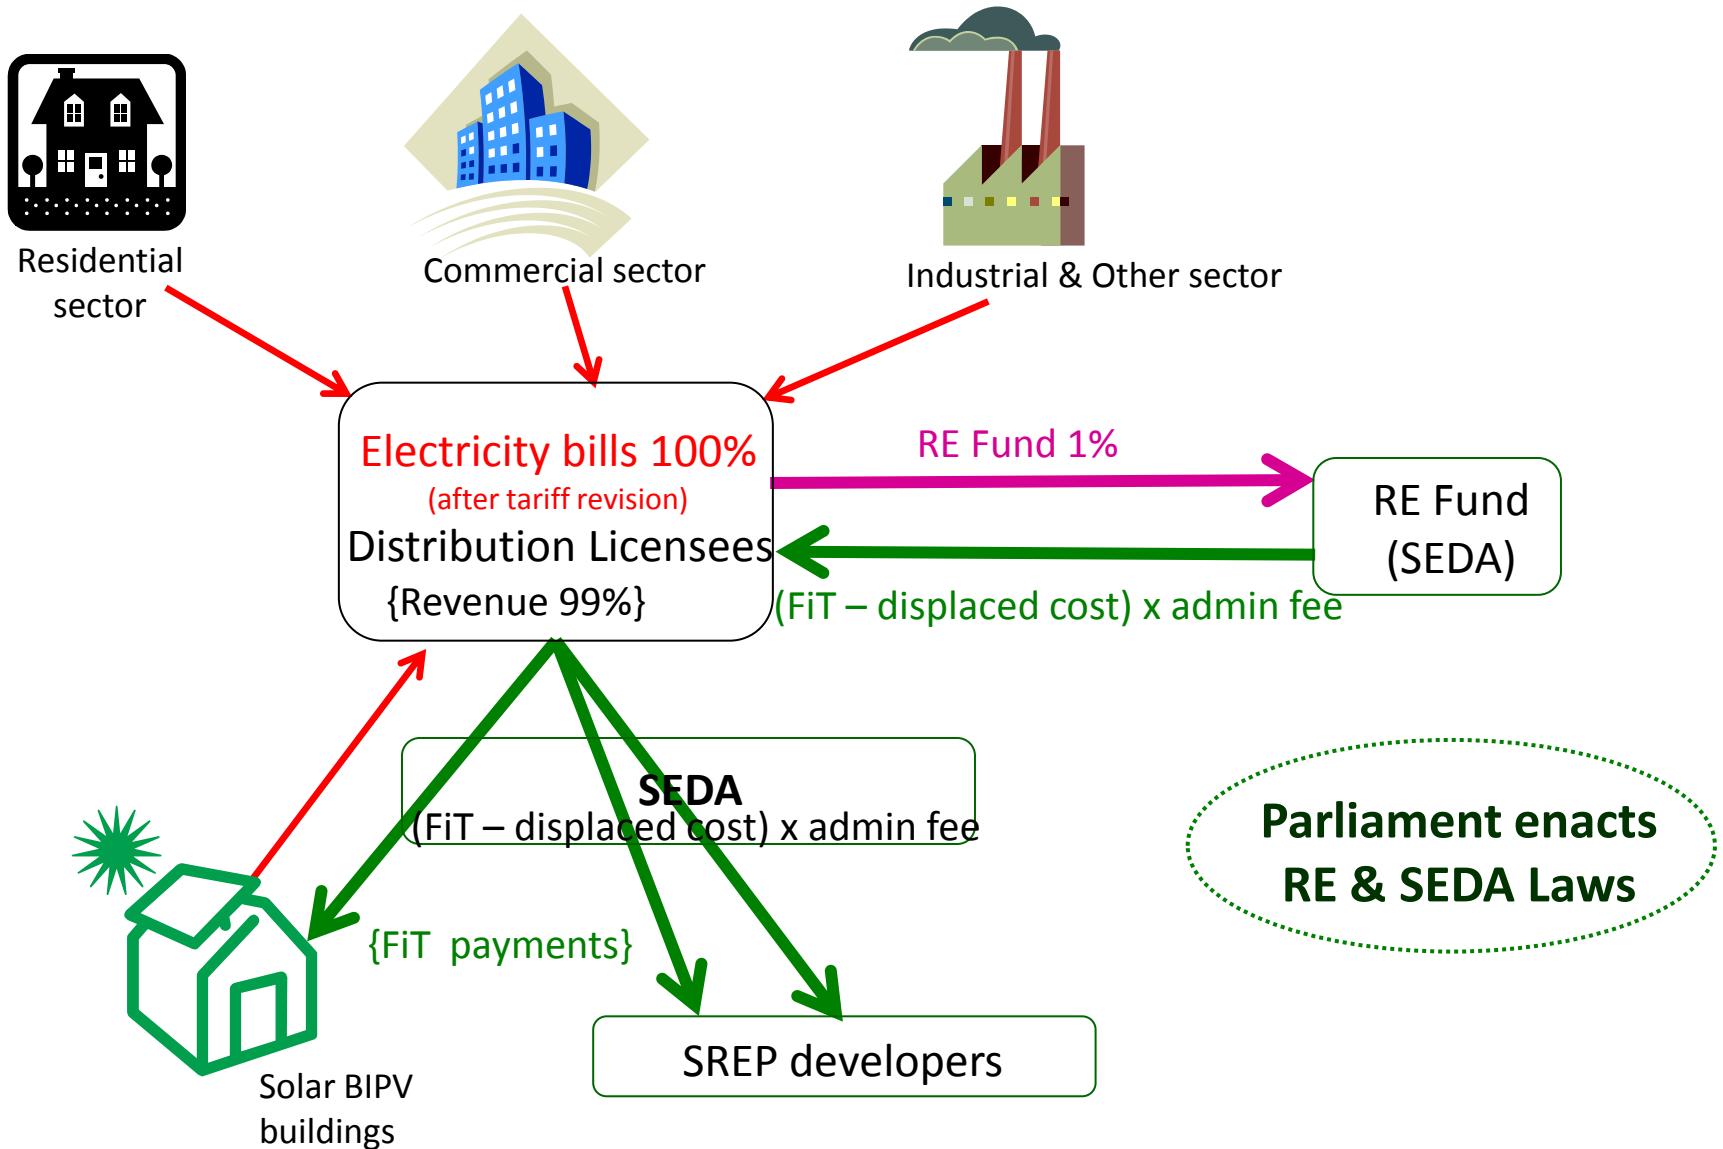 Residential
sector
Commercial sector
Industrial & Other sector
Electricity bills 100%
(after tariff revision)
Distribution Licensees
{Revenue 99%}
RE Fund 1%
RE Fund
(SEDA)
(FiT – displaced cost) x admin fee
SEDA
(FiT – displaced cost) x admin fee
Parliament enacts
RE & SEDA Laws
{FiT  payments}
SREP developers
Solar BIPV
buildings